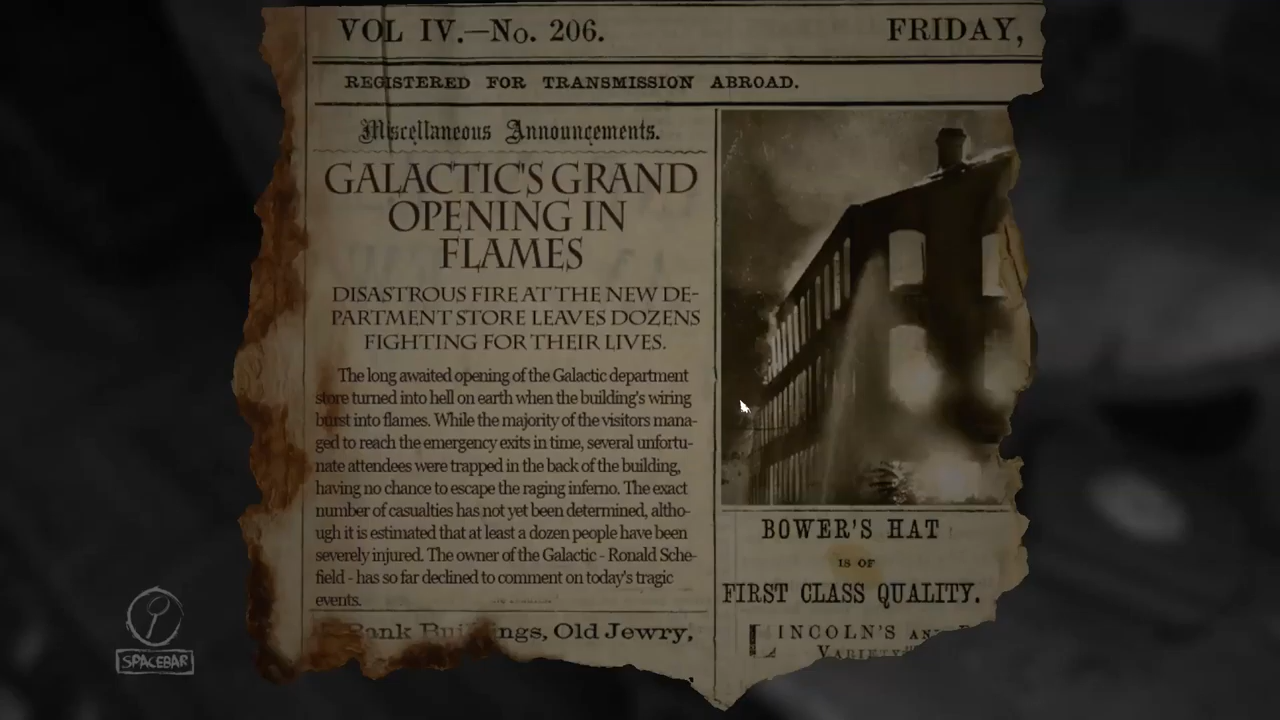 VOL IV.—No. 206.
FRIDAY,
REGISTERED FOR TRANSMISSION ABROAD.
Miscellaneous Announcements.
GALACTIC'S GRAND
OPENING IN
FLAMES
DISASTROUS FIRE AT THE NEW DE-
PARTMENT STORE LEAVES DOZENS
FIGHTING FOR THEIR LIVES.
The long awaited opening of the Galactic department
store turned into hell on earth when the building's wiring
burst into flames. While the majority of the visitors mana-
ged to reach the emergency exits in time, several unfortu-
nate attendees were trapped in the back of the building,
having no chance to escape the raging inferno. The exact
number of casualties has not yet been determined, altho-
ugh it is estimated that at least a dozen people have been
severely injured. The owner of the Galactic - Ronald Sche-
field - has so far declined to comment on today's tragic
events.
Bank Buildings, Old Jewry,
BOWER'S HAT
IS OF
FIRST CLASS QUALITY.
LINCOLN'S AND
VARIETY
SPACEBAR